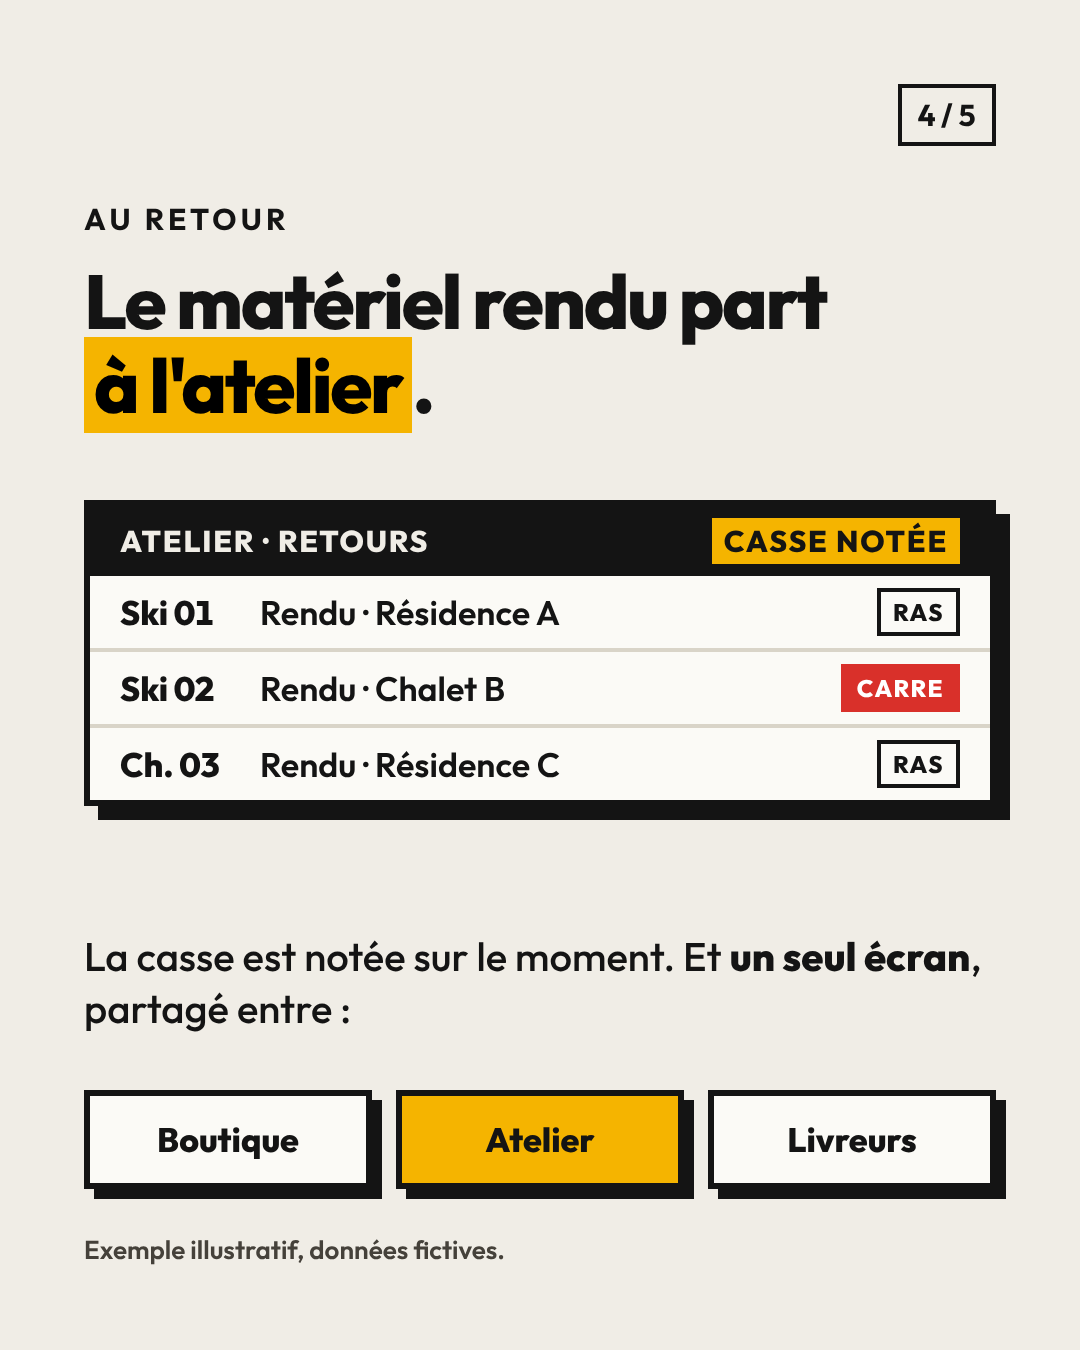 4 / 5
AU RETOUR
Le matériel rendu part
à l'atelier.
ATELIER · RETOURS CASSE NOTÉE
Ski 01 Rendu · Résidence A RAS
Ski 02 Rendu · Chalet B CARRE
Ch. 03 Rendu · Résidence C RAS
La casse est notée sur le moment. Et un seul écran,
partagé entre :
Boutique Atelier Livreurs
Exemple illustratif, données fictives.